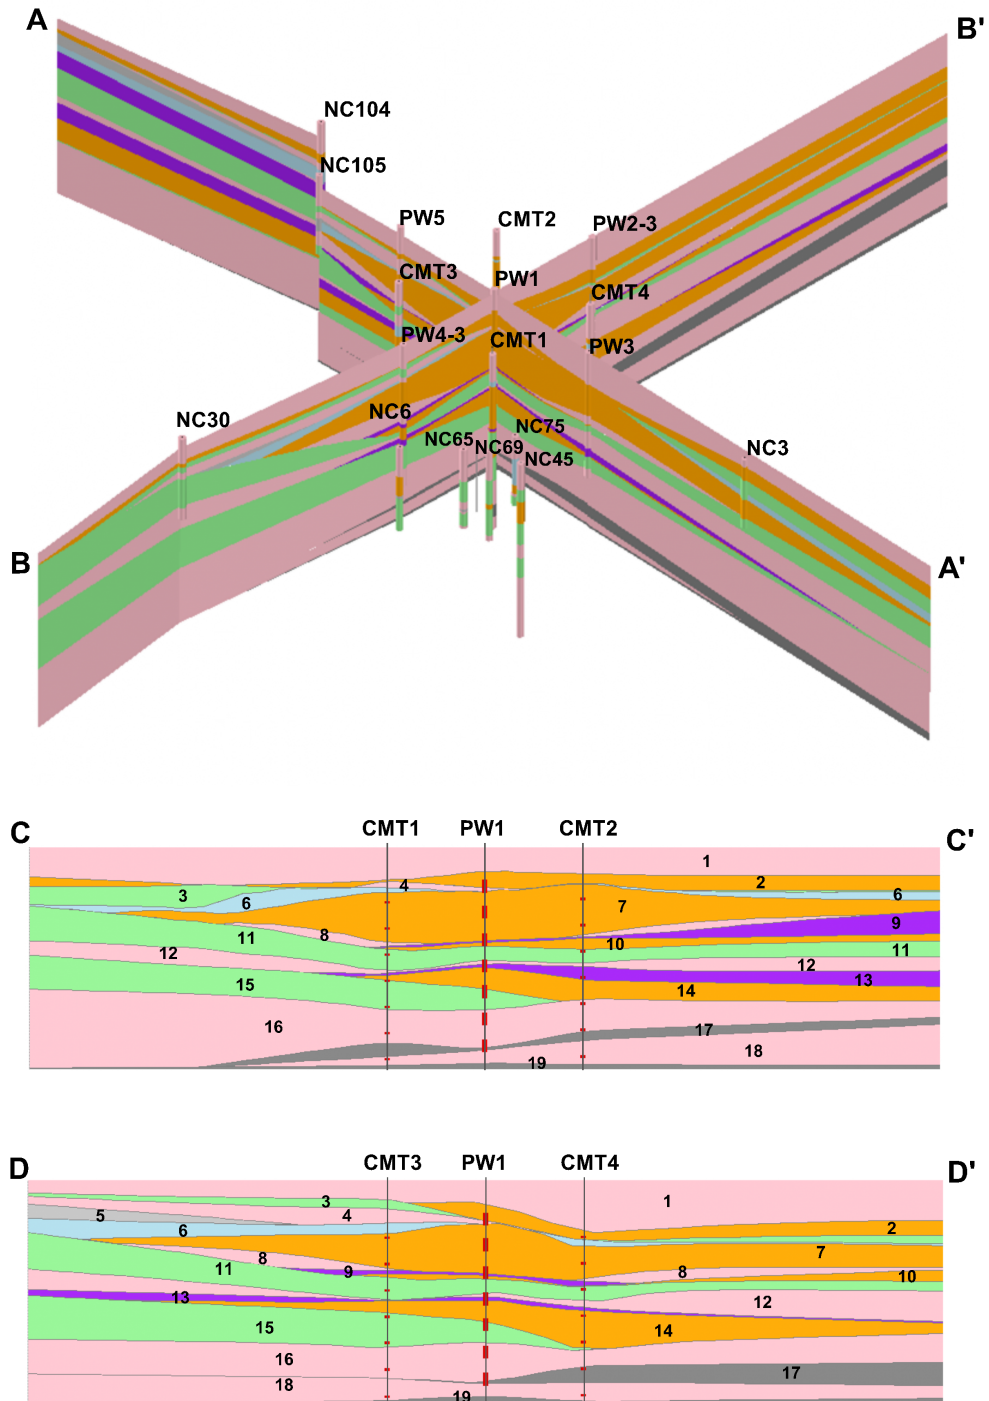 A
B'
NC104
NC105
PW5
CMT2
PW2-3
CMT3
PW1
CMT4
PW4-3
CMT1
PW3
NC30
NC6
NC75
NC65
NC69
NC45
NC3
B
A'
C
CMT1
PW1
CMT2
C'
1
2
3
4
6
6
7
8
9
10
11
11
12
12
13
14
15
16
17
18
19
D
CMT3
PW1
CMT4
D'
1
2
3
4
5
6
7
8
8
9
10
11
12
13
14
15
16
17
18
19